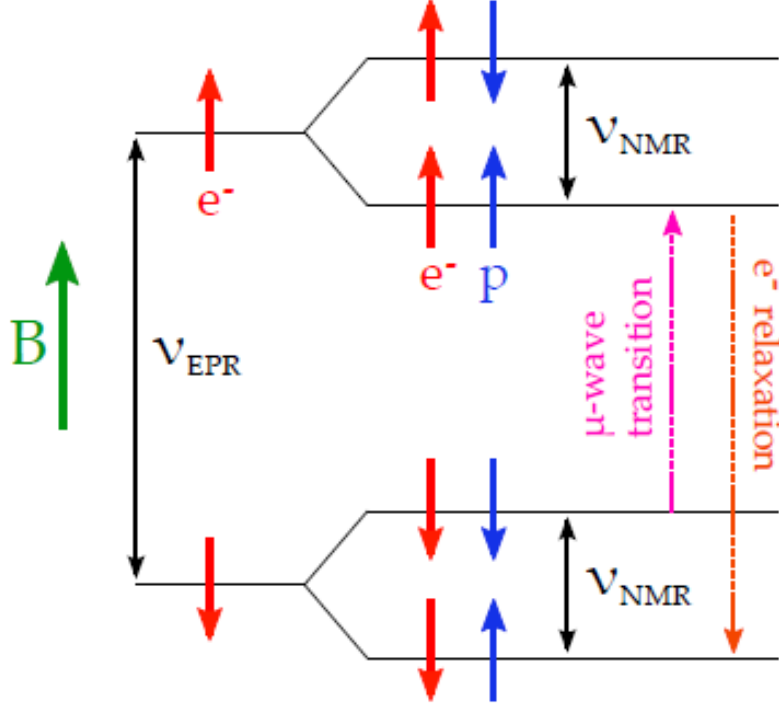 ν_NMR
e⁻
e⁻ p
B
ν_EPR
μ-wave
transition
e⁻ relaxation
ν_NMR